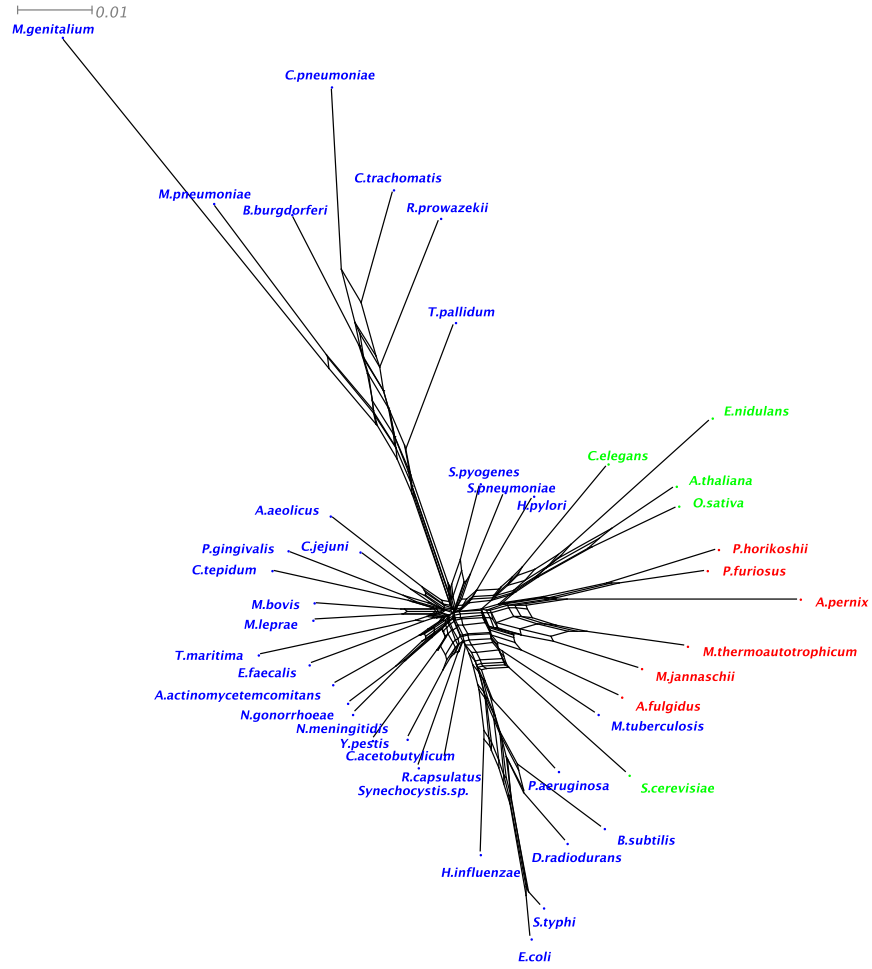 0.01
M.genitalium
C.pneumoniae
C.trachomatis
M.pneumoniae
B.burgdorferi
R.prowazekii
T.pallidum
E.nidulans
C.elegans
S.pyogenes
A.thaliana
S.pneumoniae
O.sativa
H.pylori
A.aeolicus
C.jejuni
P.gingivalis
P.horikoshii
C.tepidum
P.furiosus
M.bovis
A.pernix
M.leprae
T.maritima
M.thermoautotrophicum
E.faecalis
M.jannaschii
A.actinomycetemcomitans
A.fulgidus
N.gonorrhoeae
M.tuberculosis
N.meningitidis
Y.pestis
C.acetobutylicum
R.capsulatus
P.aeruginosa
S.cerevisiae
Synechocystis.sp.
B.subtilis
D.radiodurans
H.influenzae
S.typhi
E.coli